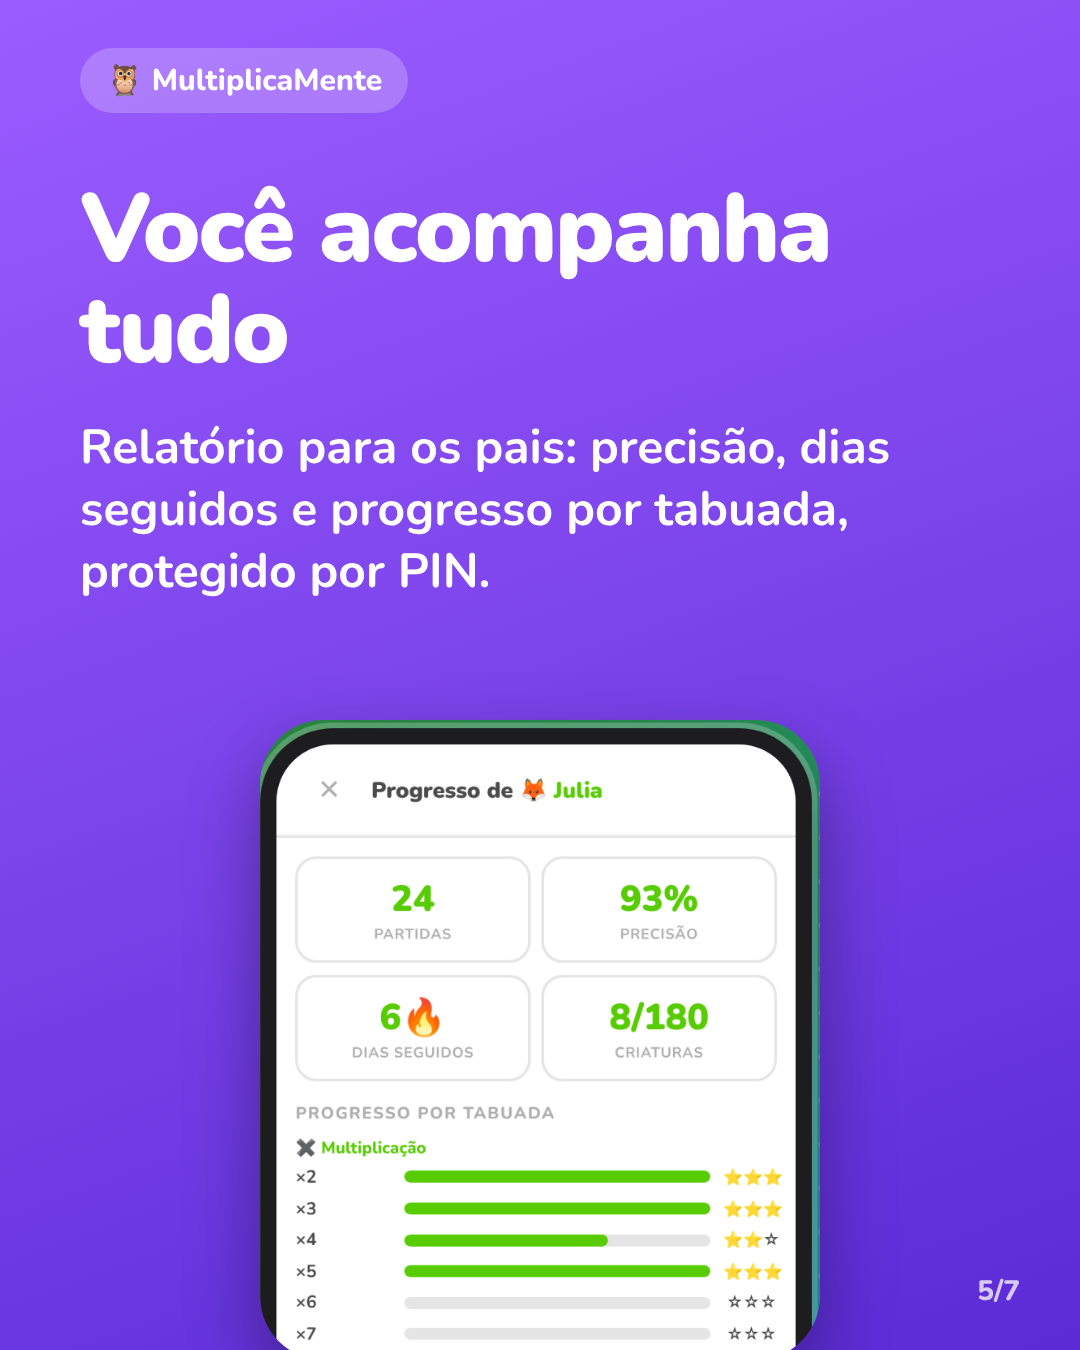 MultiplicaMente
Você acompanha
tudo
Relatório para os pais: precisão, dias
seguidos e progresso por tabuada,
protegido por PIN.
Progresso de 🦊 Julia
24
PARTIDAS
93%
PRECISÃO
6🔥
DIAS SEGUIDOS
8/180
CRIATURAS
PROGRESSO POR TABUADA
✖ Multiplicação
×2
×3
×4
×5
×6
×7
5/7